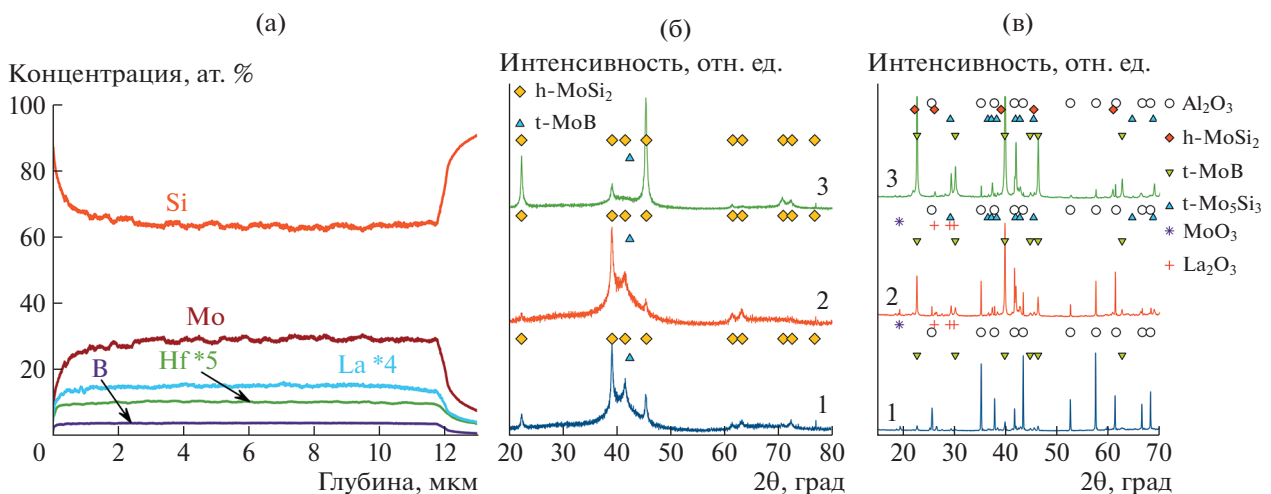 (а)
Концентрация, ат. %
100
80
60
40
20
0
Si
Mo
B
Hf *5
La *4
2
4
6
8
10
12
Глубина, мкм
(б)
Интенсивность, отн. ед.
h-MoSi2
t-MoB
3
2
1
20
30
40
50
60
70
80
2θ, град
(в)
Интенсивность, отн. ед.
Al2O3
h-MoSi2
t-MoB
t-Mo5Si3
MoO3
La2O3
3
2
1
20
30
40
50
60
70
2θ, град